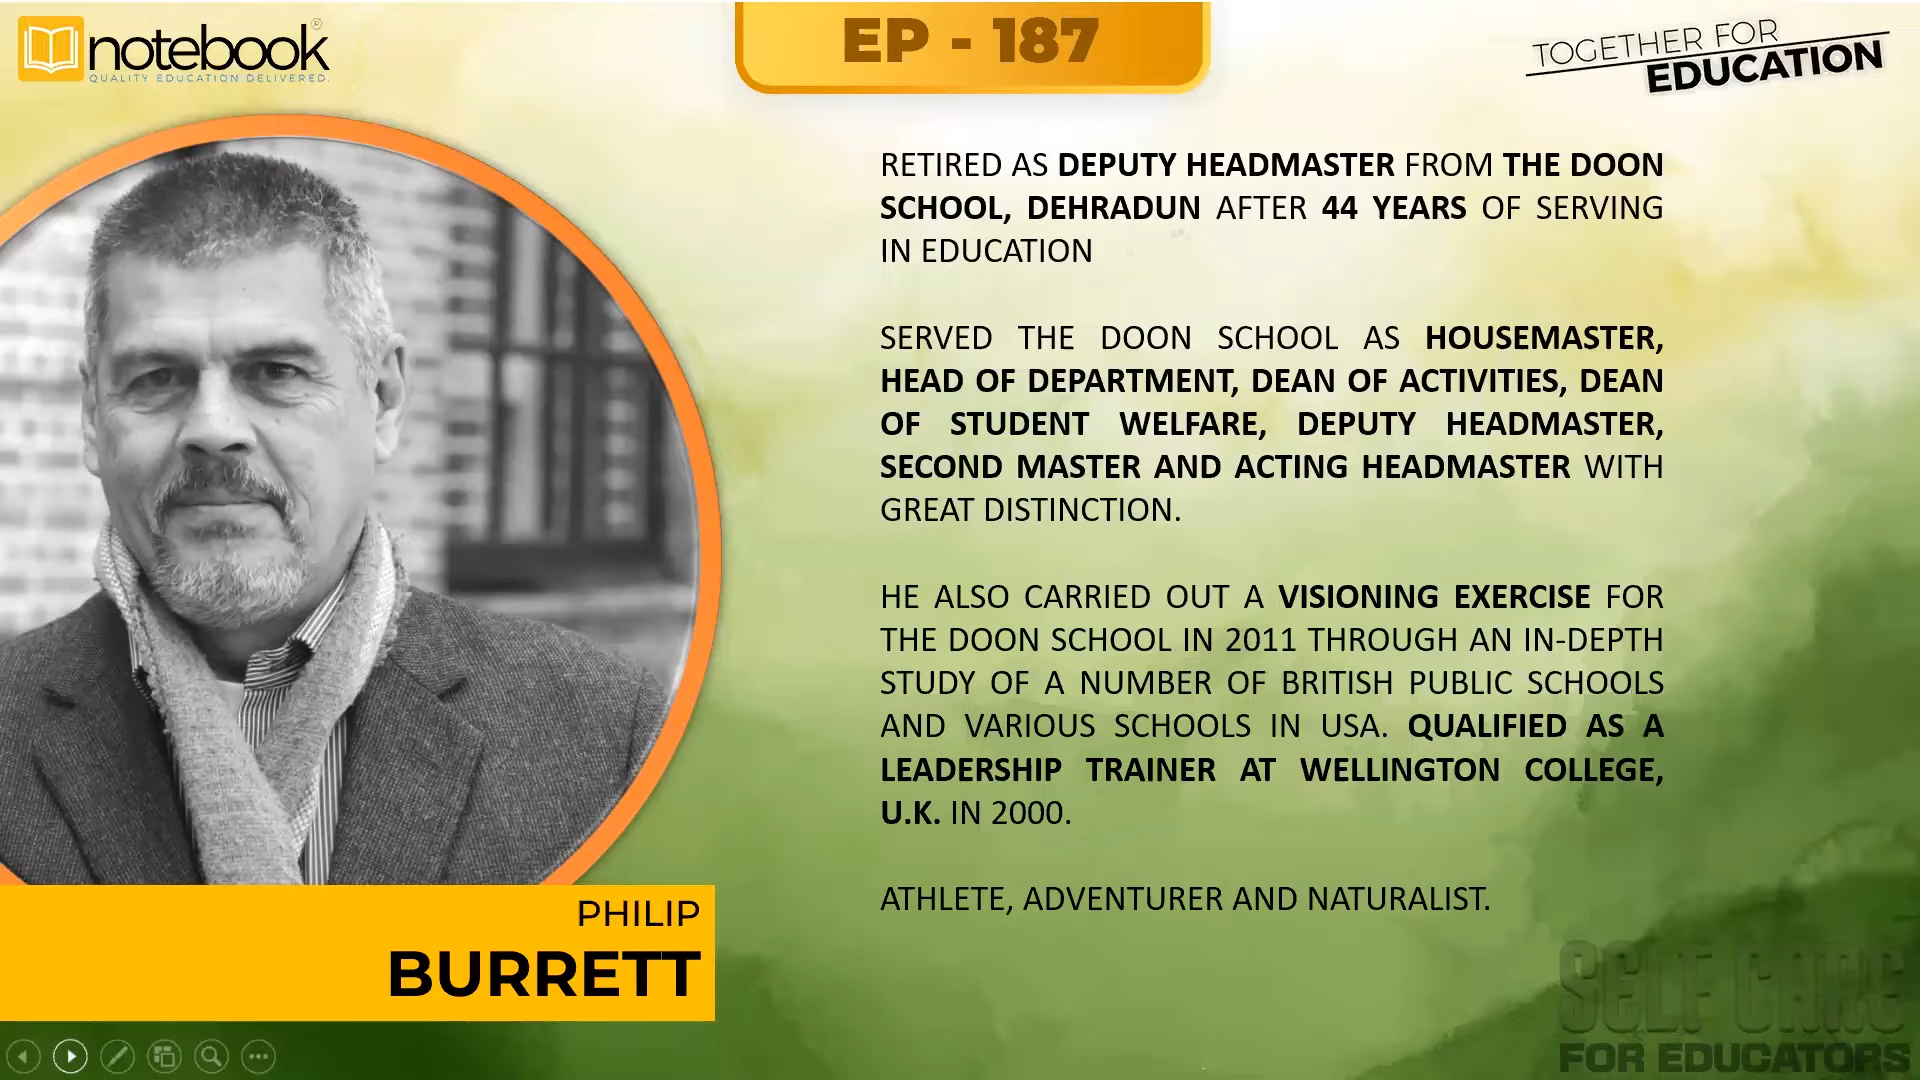 notebook®
QUALITY EDUCATION DELIVERED.
EP - 187
TOGETHER FOR
EDUCATION
RETIRED AS DEPUTY HEADMASTER FROM THE DOON
SCHOOL, DEHRADUN AFTER 44 YEARS OF SERVING
IN EDUCATION
SERVED THE DOON SCHOOL AS HOUSEMASTER,
HEAD OF DEPARTMENT, DEAN OF ACTIVITIES, DEAN
OF STUDENT WELFARE, DEPUTY HEADMASTER,
SECOND MASTER AND ACTING HEADMASTER WITH
GREAT DISTINCTION.
HE ALSO CARRIED OUT A VISIONING EXERCISE FOR
THE DOON SCHOOL IN 2011 THROUGH AN IN-DEPTH
STUDY OF A NUMBER OF BRITISH PUBLIC SCHOOLS
AND VARIOUS SCHOOLS IN USA. QUALIFIED AS A
LEADERSHIP TRAINER AT WELLINGTON COLLEGE,
U.K. IN 2000.
ATHLETE, ADVENTURER AND NATURALIST.
PHILIP
BURRETT
SELF CARE
FOR EDUCATORS